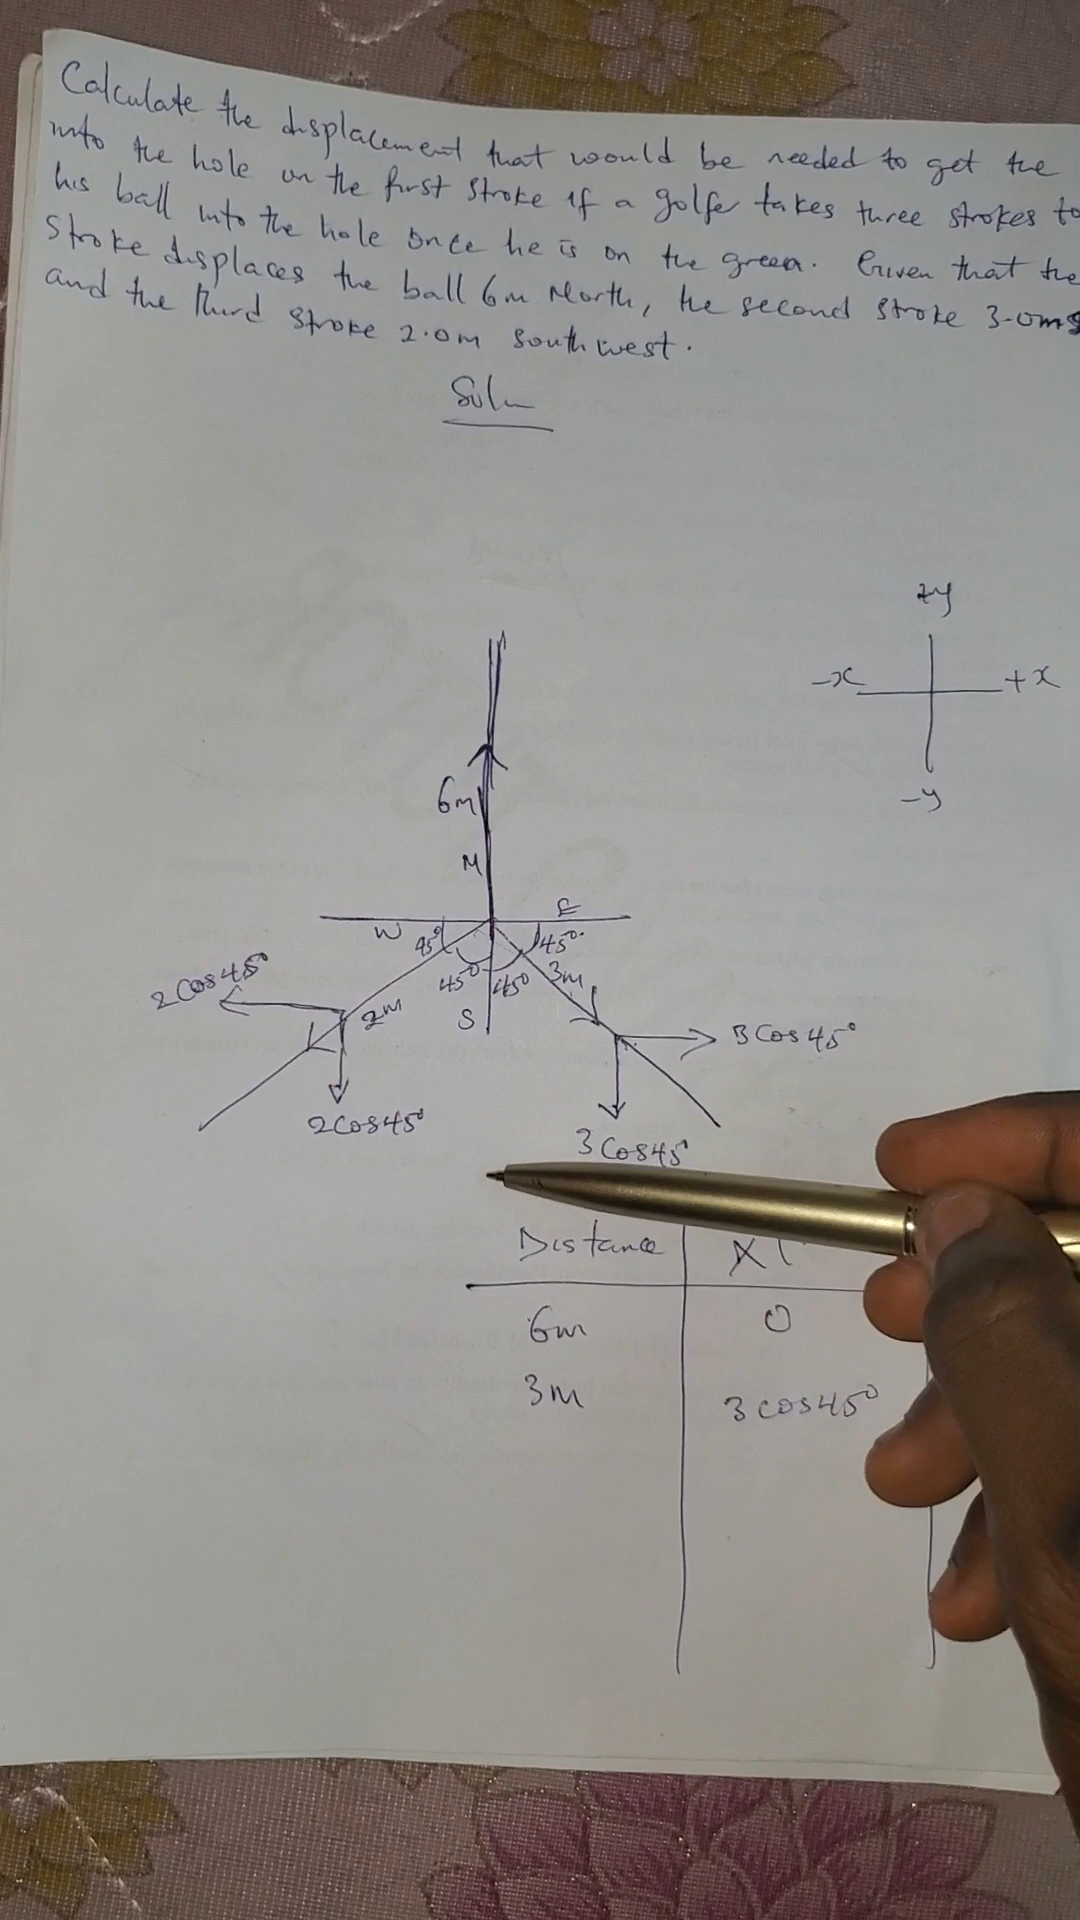 Calculate the displacement that would be needed to get the
into the hole on the first stroke if a golfer takes three strokes to
his ball into the hole once he is on the green. Given that the
Stroke displaces the ball 6m North, the second stroke 3.0m S
and the third stroke 2.0m southwest.
Soln
+y
-x
+x
-y
6m
N
E
W
45°
45°
45°
45°
3m
2m
S
2Cos45°
3Cos45°
2Cos45°
3Cos45°
Distance
6m
0
3m
3cos45°